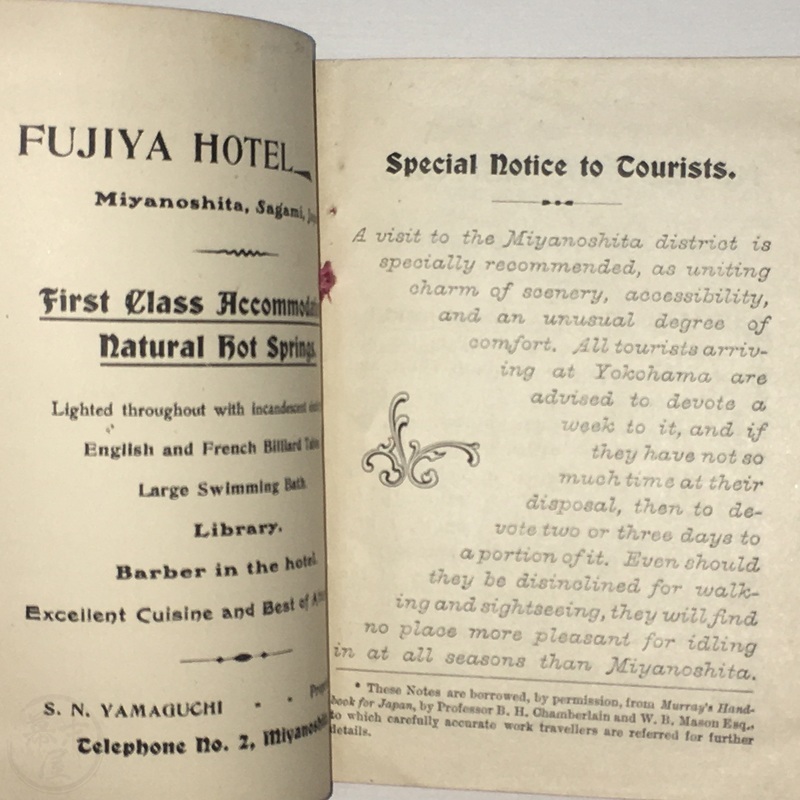 FUJIYA HOTEL
Miyanoshita, Sagami,
First Class
Natural Hot Springs
Lighted throughout with incandescent
English and French Billiard
Large Swimming Bath
Library.
Barber in the hotel.
Excellent Cuisine and Best of
S. N. YAMAGUCHI
Telephone No. 2,
Special Notice to Tourists.
A visit to the Miyanoshita district is
specially recommended, as uniting
charm of scenery, accessibility,
and an unusual degree of
comfort. All tourists arriv-
ing at Yokohama are
advised to devote a
week to it, and if
they have not so
much time at their
disposal, then to de-
vote two or three days to
a portion of it. Even should
they be disinclined for walk-
ing and sightseeing, they will find
no place more pleasant for idling
in at all seasons than Miyanoshita.
* These Notes are borrowed, by permission, from Murray's Hand-
book for Japan, by Professor B. H. Chamberlain and W. B. Mason Esq.,
to which carefully accurate work travellers are referred for further
details.